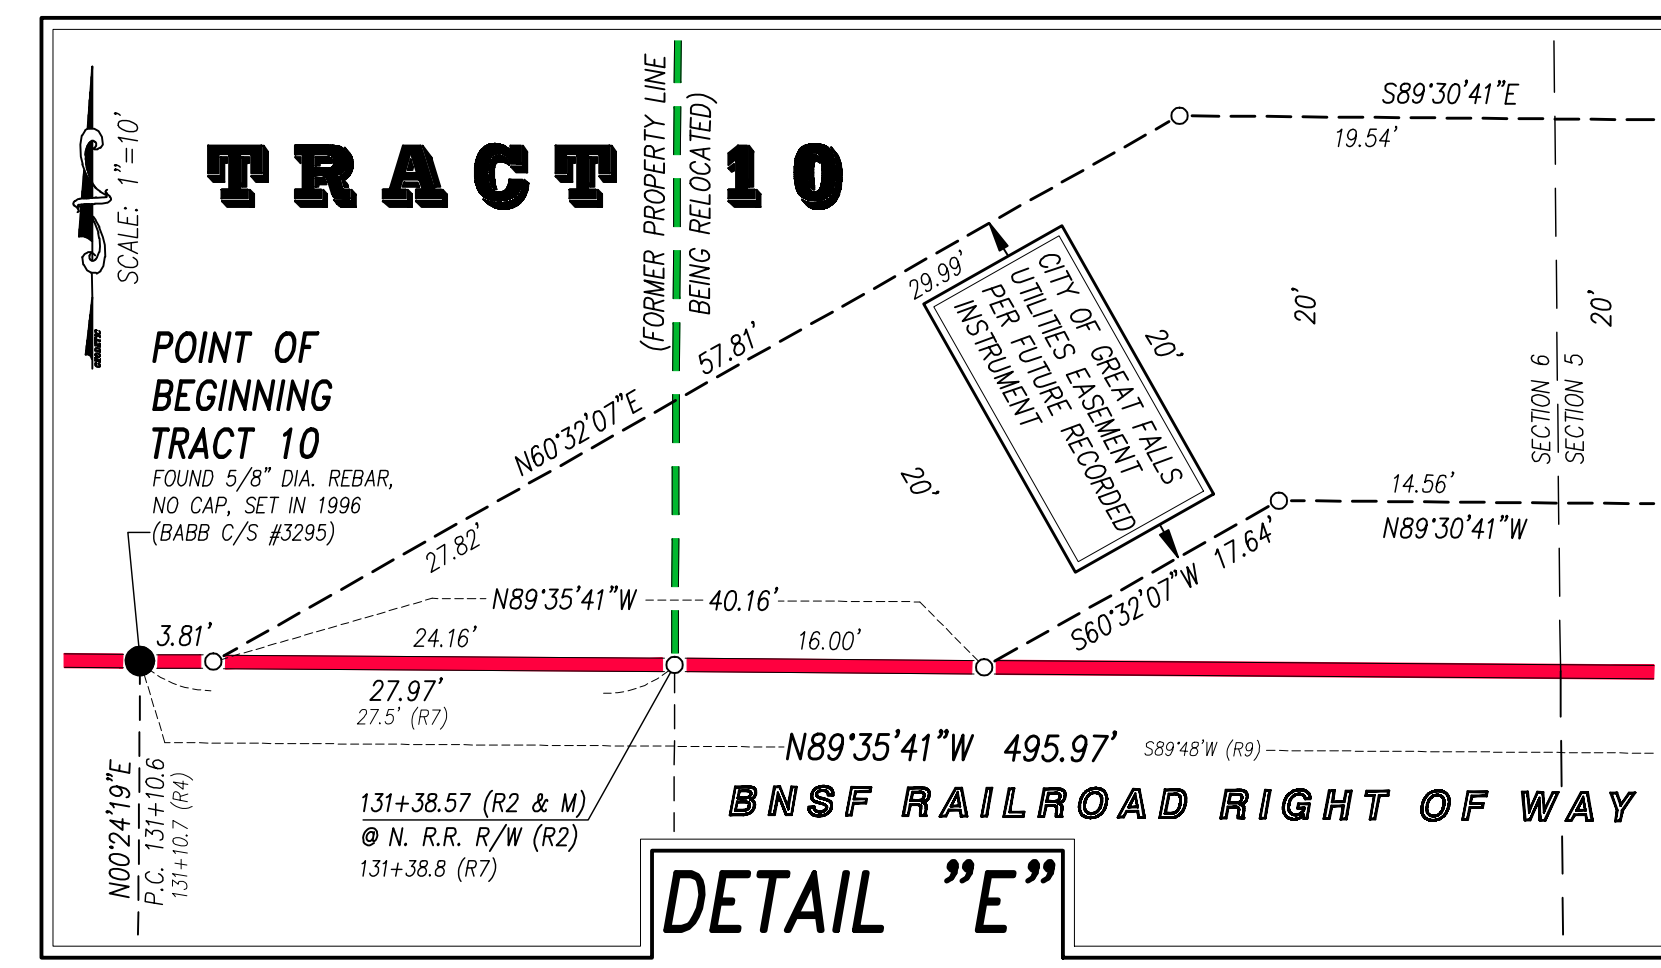 SCALE: 1"=10'
GEODETIC
TRACT 10
(FORMER PROPERTY LINE
BEING RELOCATED)
S89°30'41"E
19.54'
POINT OF
BEGINNING
TRACT 10
FOUND 5/8" DIA. REBAR,
NO CAP, SET IN 1996
(BABB C/S #3295)
N60°32'07"E
57.81'
29.99'
27.82'
CITY OF GREAT FALLS
UTILITIES EASEMENT
PER FUTURE RECORDED
INSTRUMENT
20'
20'
20'
20'
SECTION 6
SECTION 5
14.56'
N89°30'41"W
S60°32'07"W 17.64'
N89°35'41"W 40.16'
3.81'
24.16'
16.00'
27.97'
27.5' (R7)
N89°35'41"W 495.97' S89°48'W (R9)
N00°24'19"E
P.C. 131+10.6
131+10.7 (R4)
131+38.57 (R2 & M)
@ N. R.R. R/W (R2)
131+38.8 (R7)
BNSF RAILROAD RIGHT OF WAY
DETAIL "E"